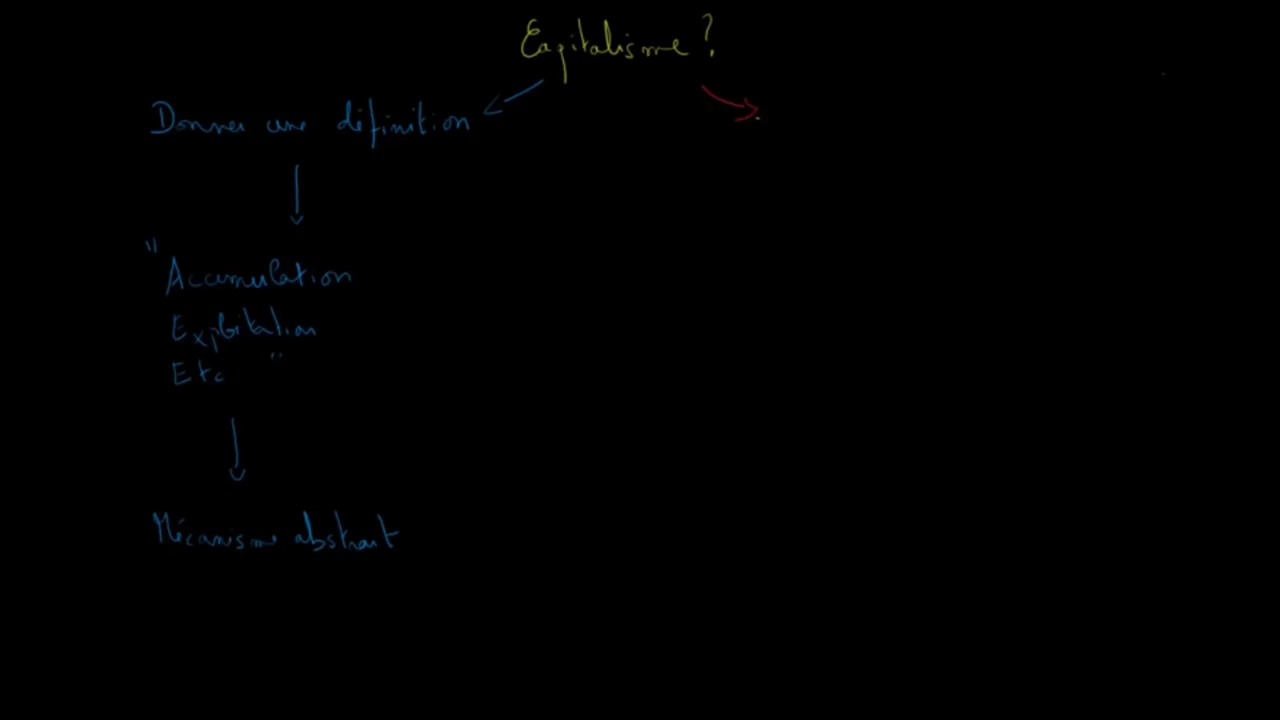 Capitalisme ?
Donner une définition
"Accumulation
Exploitation
Etc "
Mécanisme abstrait